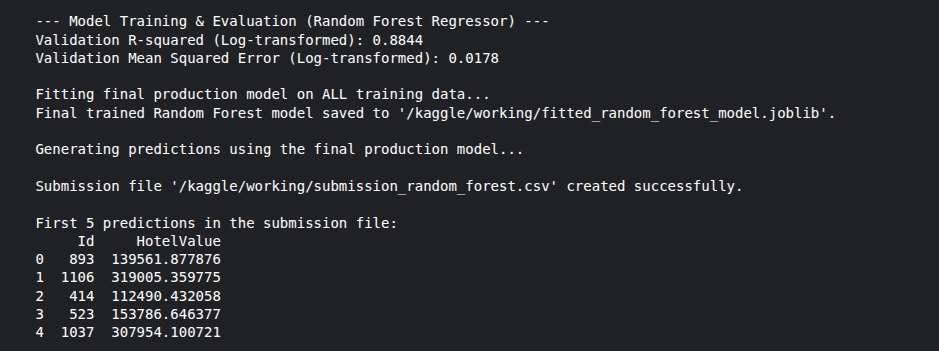 --- Model Training & Evaluation (Random Forest Regressor) ---
Validation R-squared (Log-transformed): 0.8844
Validation Mean Squared Error (Log-transformed): 0.0178
Fitting final production model on ALL training data...
Final trained Random Forest model saved to '/kaggle/working/fitted_random_forest_model.joblib'.
Generating predictions using the final production model...
Submission file '/kaggle/working/submission_random_forest.csv' created successfully.
First 5 predictions in the submission file:
     Id     HotelValue
0   893  139561.877876
1  1106  319005.359775
2   414  112490.432058
3   523  153786.646377
4  1037  307954.100721